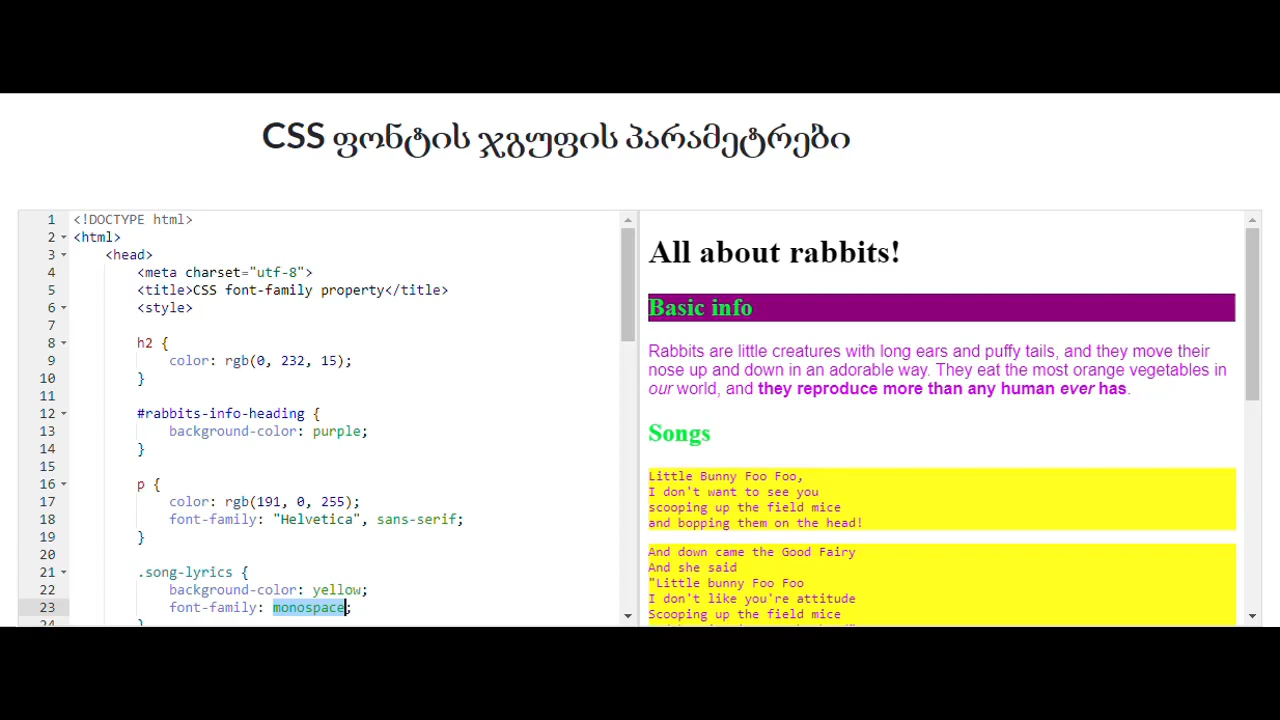 CSS ფონტის ჯგუფის პარამეტრები
1 <!DOCTYPE html>
2 <html>
3 <head>
4 <meta charset="utf-8">
5 <title>CSS font-family property</title>
6 <style>
7
8 h2 {
9 color: rgb(0, 232, 15);
10 }
11
12 #rabbits-info-heading {
13 background-color: purple;
14 }
15
16 p {
17 color: rgb(191, 0, 255);
18 font-family: "Helvetica", sans-serif;
19 }
20
21 .song-lyrics {
22 background-color: yellow;
23 font-family: monospace;
24 }
All about rabbits!
Basic info
Rabbits are little creatures with long ears and puffy tails, and they move their
nose up and down in an adorable way. They eat the most orange vegetables in
our world, and they reproduce more than any human ever has.
Songs
Little Bunny Foo Foo,
I don't want to see you
scooping up the field mice
and bopping them on the head!
And down came the Good Fairy
And she said
"Little bunny Foo Foo
I don't like you're attitude
Scooping up the field mice